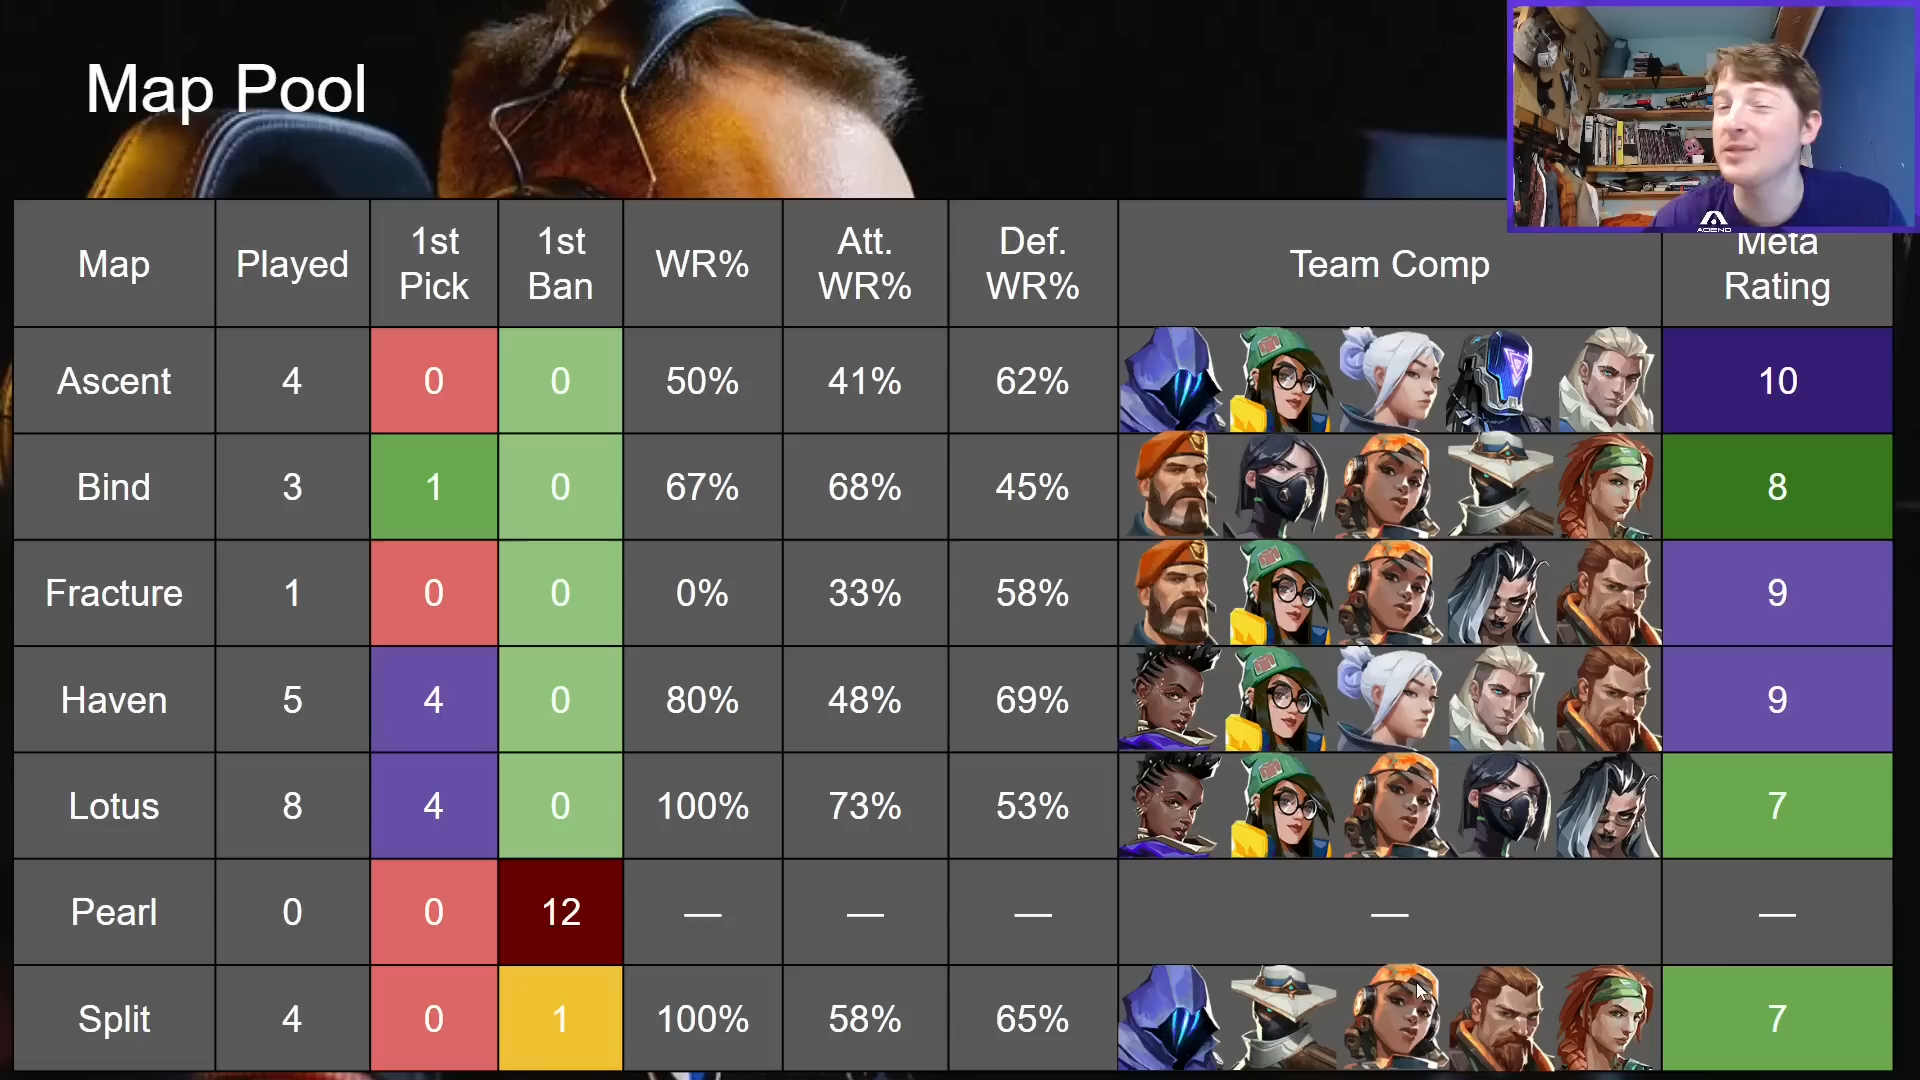 Map Pool
Map Played 1st Pick 1st Ban WR% Att. WR% Def. WR% Team Comp Meta Rating
Ascent 4 0 0 50% 41% 62% 10
Bind 3 1 0 67% 68% 45% 8
Fracture 1 0 0 0% 33% 58% 9
Haven 5 4 0 80% 48% 69% 9
Lotus 8 4 0 100% 73% 53% 7
Pearl 0 0 12 — — — — —
Split 4 0 1 100% 58% 65% 7